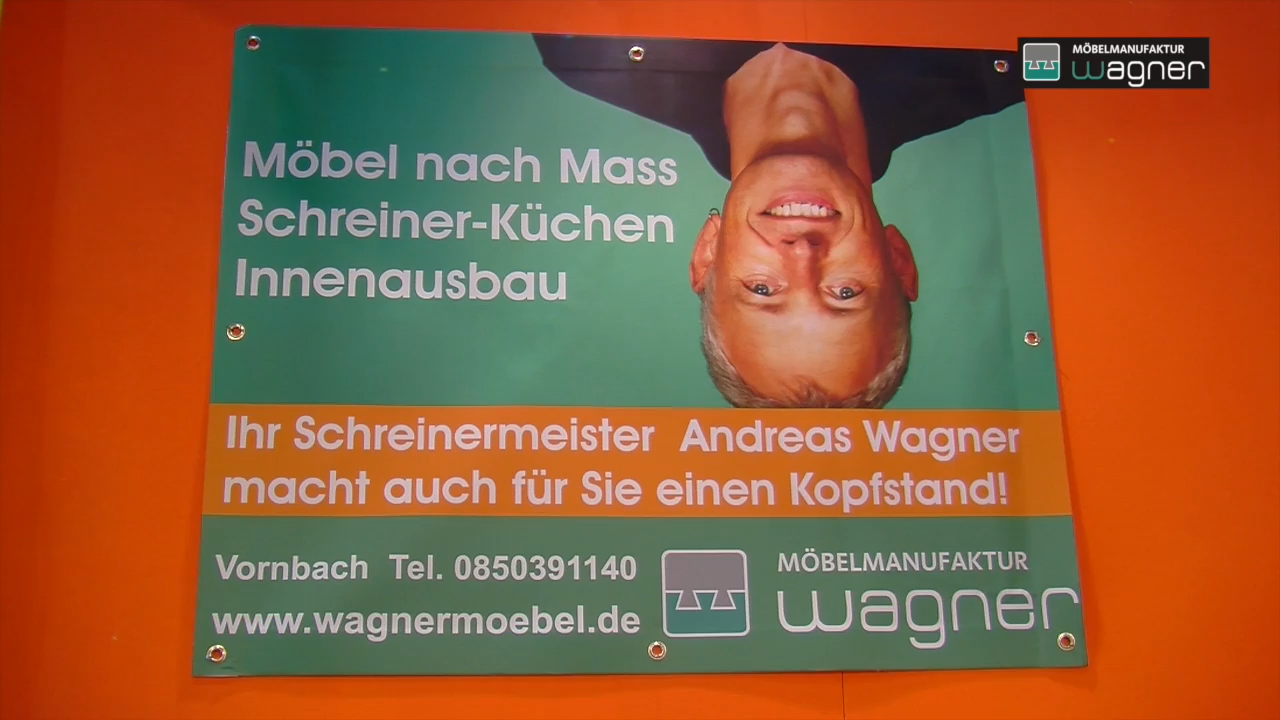 MÖBELMANUFAKTUR
wagner
Möbel nach Mass
Schreiner-Küchen
Innenausbau
Ihr Schreinermeister Andreas Wagner
macht auch für Sie einen Kopfstand!
Vornbach Tel. 0850391140
www.wagnermoebel.de
MÖBELMANUFAKTUR
wagner